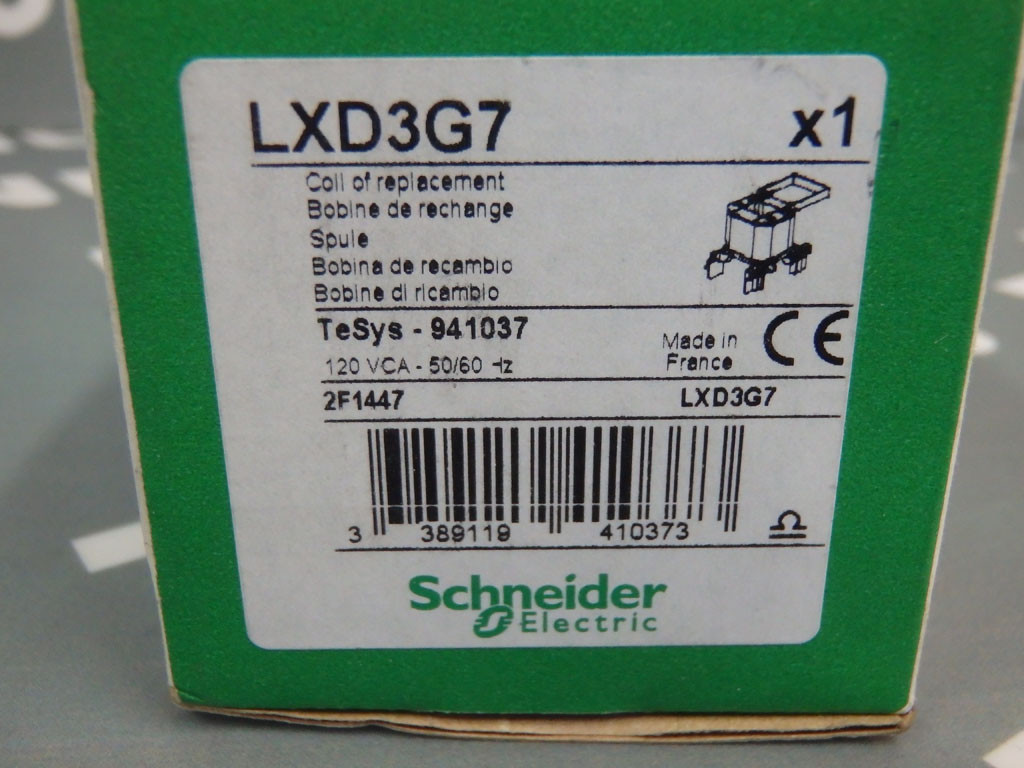 LXD3G7 x1
Coil of replacement
Bobine de rechange
Spule
Bobina de recambio
Bobine di ricambio
TeSys - 941037
120 VCA - 50/60 Hz
Made in
France
CE
2F1447 LXD3G7
3 389119 410373
Schneider
Electric